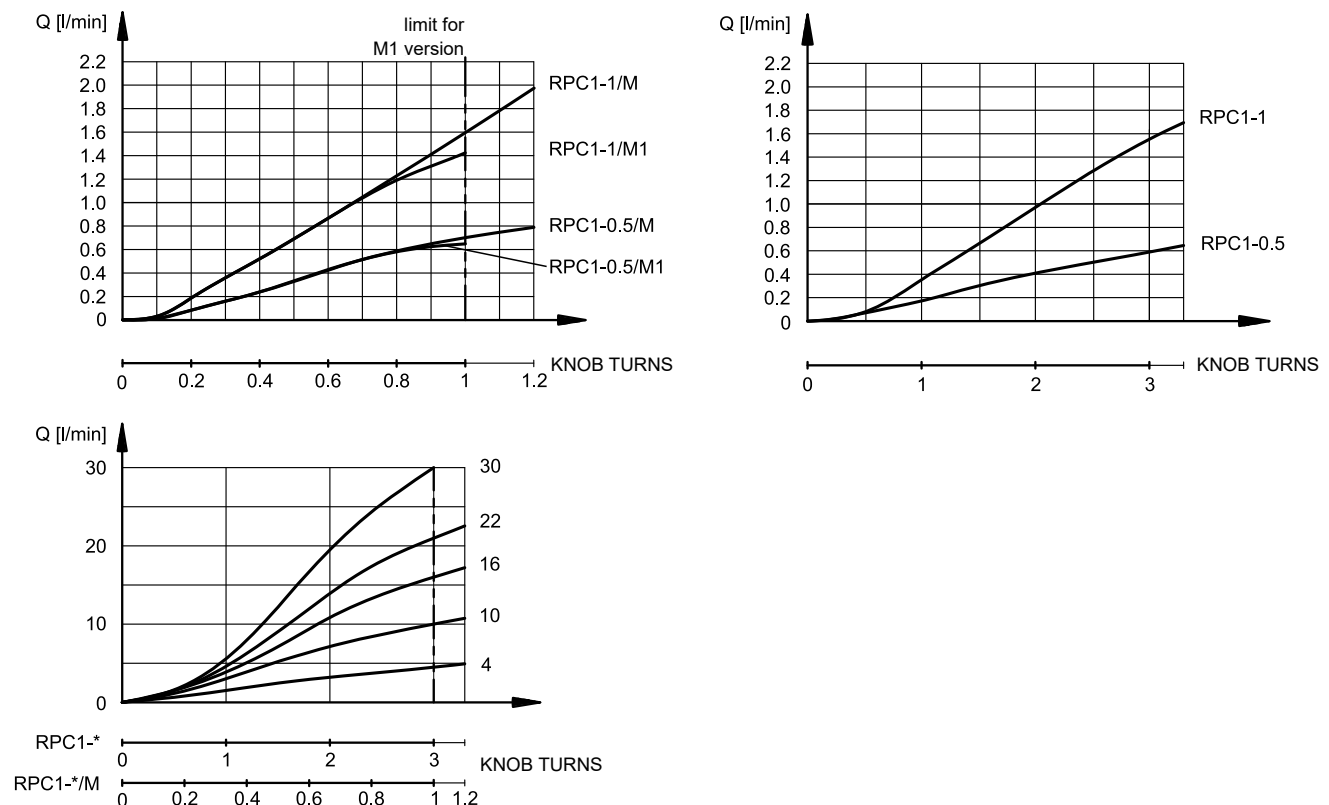 Q [l/min]
limit for
M1 version
2.2
2.0
1.8
1.6
1.4
1.2
1.0
0.8
0.6
0.4
0.2
0
RPC1-1/M
RPC1-1/M1
RPC1-0.5/M
RPC1-0.5/M1
0 0.2 0.4 0.6 0.8 1 1.2
KNOB TURNS
Q [l/min]
2.2
2.0
1.8
1.6
1.4
1.2
1.0
0.8
0.6
0.4
0.2
0
RPC1-1
RPC1-0.5
0 1 2 3
KNOB TURNS
Q [l/min]
30
20
10
0
30
22
16
10
4
RPC1-*
0 1 2 3
KNOB TURNS
RPC1-*/M
0 0.2 0.4 0.6 0.8 1 1.2